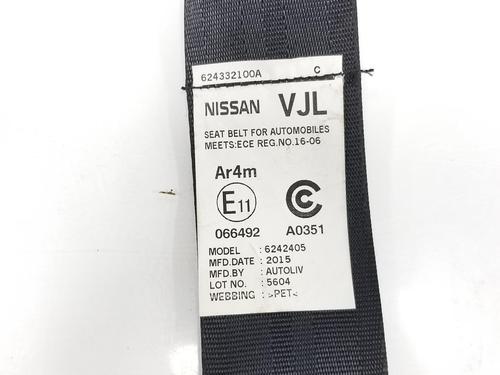 624332100A C
NISSAN VJL
SEAT BELT FOR AUTOMOBILES
MEETS:ECE REG.NO.16-06
Ar4m
E11
066492 A0351
MODEL : 6242405
MFD.DATE : 2015
MFD.BY : AUTOLIV
LOT NO. : 5604
WEBBING : >PET<